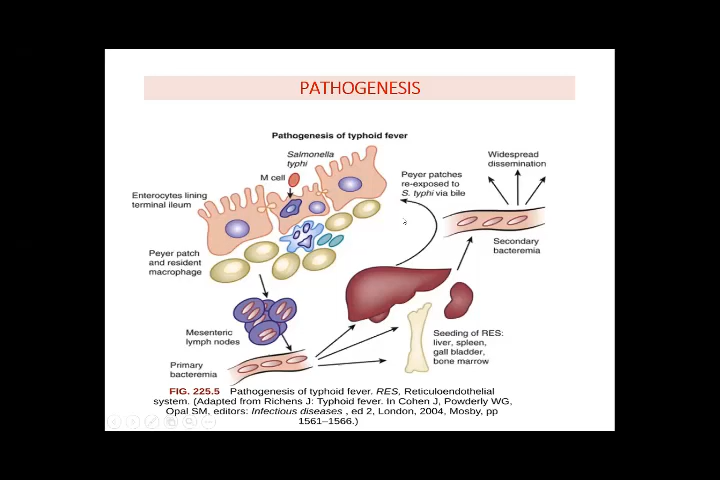 PATHOGENESIS
Pathogenesis of typhoid fever
Salmonella
typhi
M cell
Enterocytes lining
terminal ileum
Peyer patch
and resident
macrophage
Mesenteric
lymph nodes
Primary
bacteremia
Peyer patches
re-exposed to
S. typhi via bile
Widespread
dissemination
Secondary
bacteremia
Seeding of RES:
liver, spleen,
gall bladder,
bone marrow
FIG. 225.5 Pathogenesis of typhoid fever. RES, Reticuloendothelial
system. (Adapted from Richens J: Typhoid fever. In Cohen J, Powderly WG,
Opal SM, editors: Infectious diseases , ed 2, London, 2004, Mosby, pp
1561–1566.)